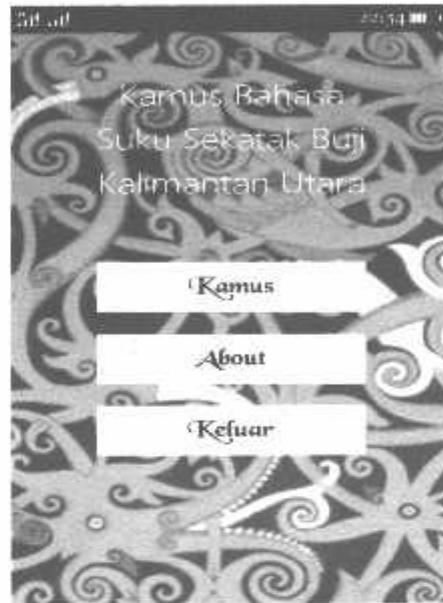 Kamus Bahasa
Suku Sekatak Buji
Kalimantan Utara
Kamus
About
Keluar